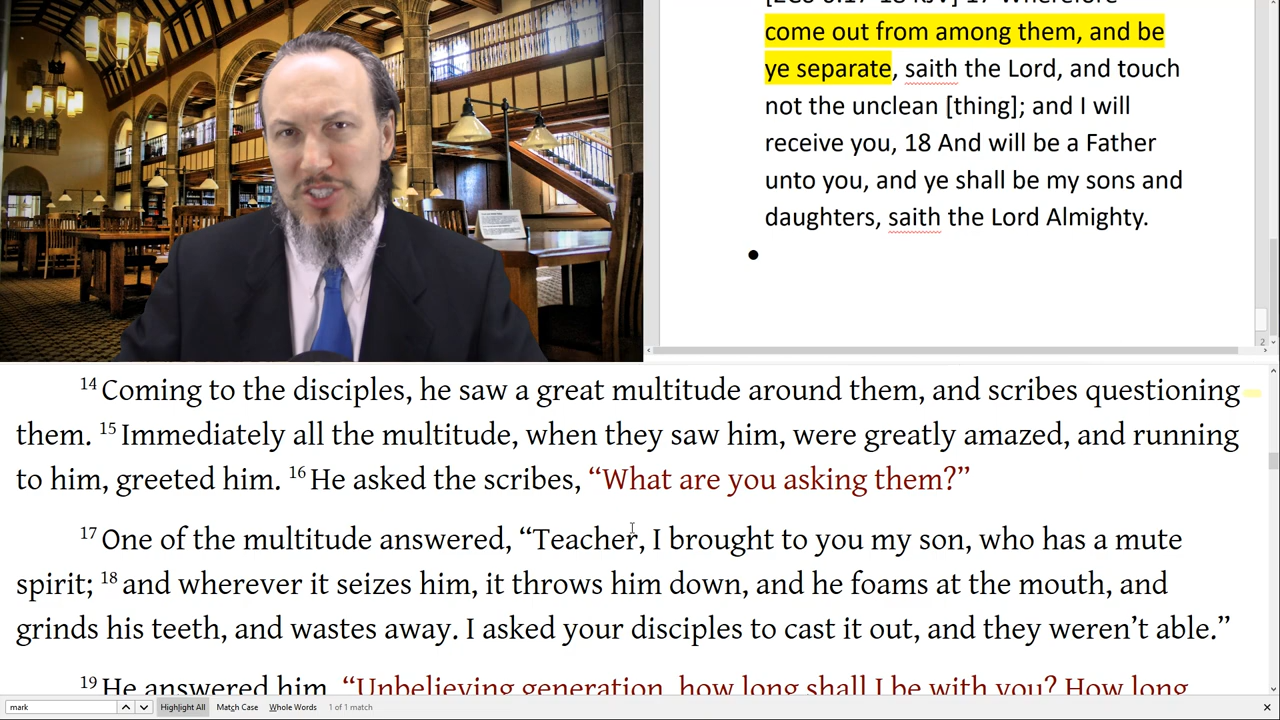 come out from among them, and be
ye separate, saith the Lord, and touch
not the unclean [thing]; and I will
receive you, 18 And will be a Father
unto you, and ye shall be my sons and
daughters, saith the Lord Almighty.
•
2
14 Coming to the disciples, he saw a great multitude around them, and scribes questioning
them. 15 Immediately all the multitude, when they saw him, were greatly amazed, and running
to him, greeted him. 16 He asked the scribes, “What are you asking them?”
17 One of the multitude answered, “Teacher, I brought to you my son, who has a mute
spirit; 18 and wherever it seizes him, it throws him down, and he foams at the mouth, and
grinds his teeth, and wastes away. I asked your disciples to cast it out, and they weren’t able.”
19 He answered him, “Unbelieving generation, how long shall I be with you? How long
mark Highlight All Match Case Whole Words 1 of 1 match